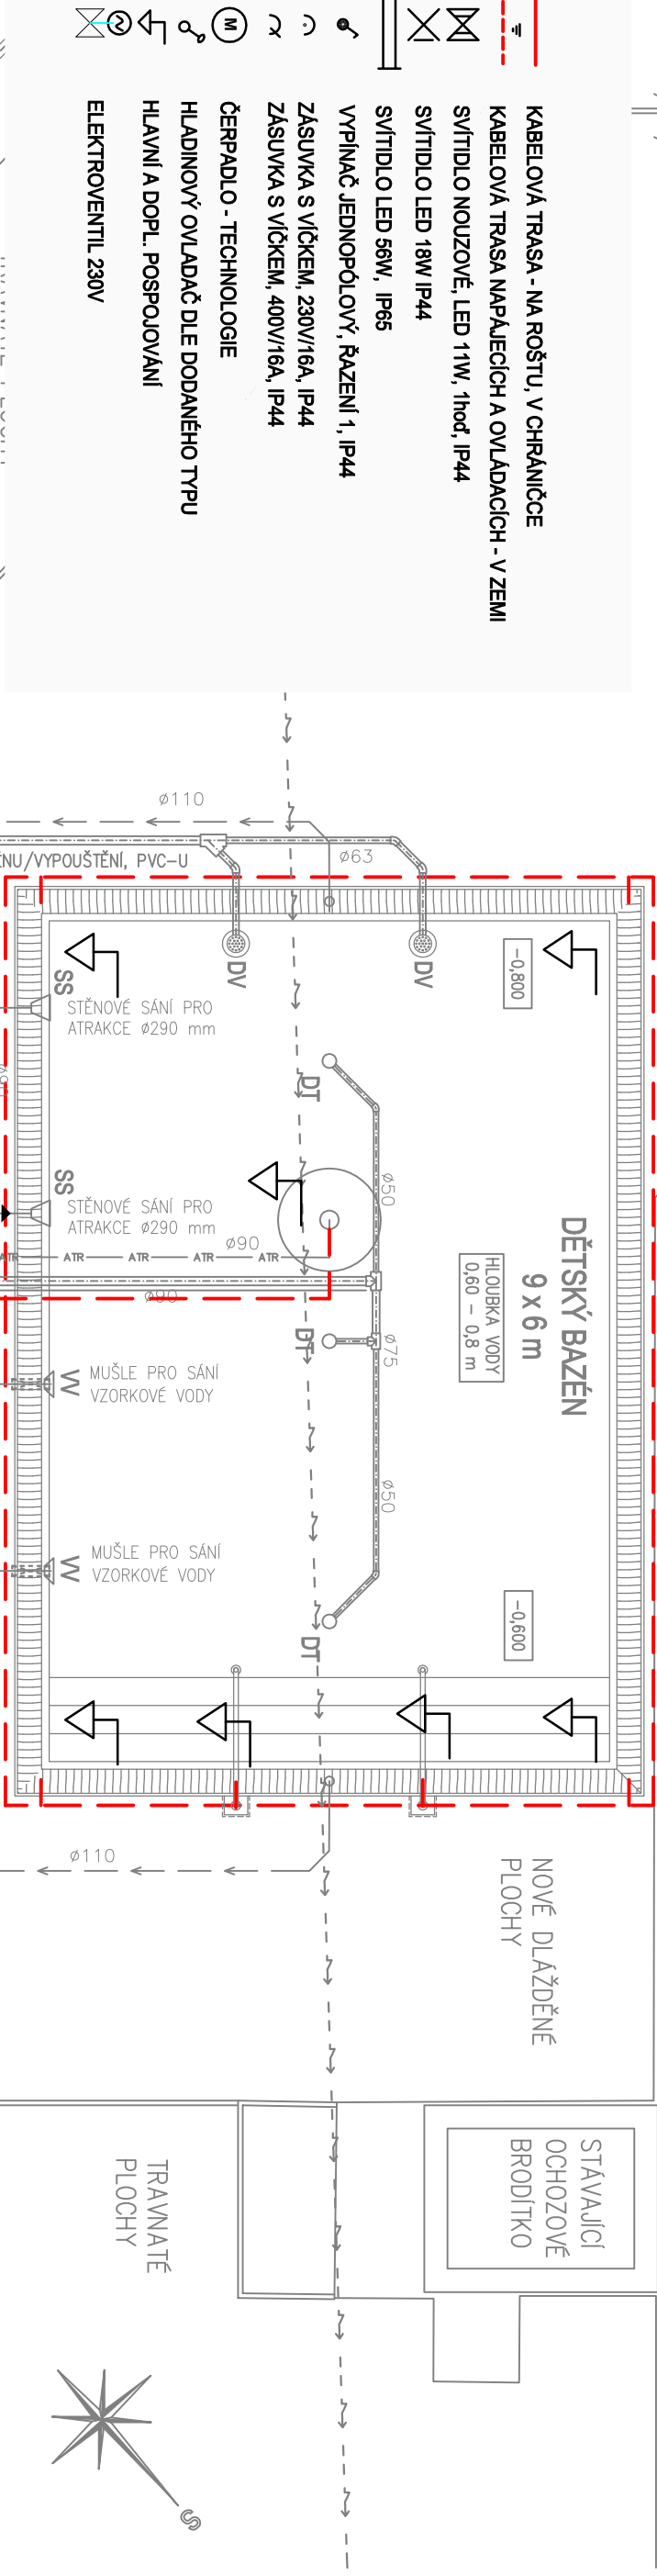 KABELOVÁ TRASA - NA ROŠTU, V CHRÁNIČCE
KABELOVÁ TRASA NAPÁJECÍCH A OVLÁDACÍCH - V ZEMI
SVÍTIDLO NOUZOVÉ, LED 11W, 1hod, IP44
SVÍTIDLO LED 18W IP44
SVÍTIDLO LED 56W, IP65
VYPÍNAČ JEDNOPÓLOVÝ, ŘAZENÍ 1, IP44
ZÁSUVKA S VÍČKEM, 230V/16A, IP44
ZÁSUVKA S VÍČKEM, 400V/16A, IP44
M
ČERPADLO - TECHNOLOGIE
HLADINOVÝ OVLADAČ DLE DODANÉHO TYPU
HLAVNÍ A DOPL. POSPOJOVÁNÍ
ELEKTROVENTIL 230V
ø110
ø63
/VYPOUŠTĚNÍ, PVC-U
DV
DV
-0,800
SS
STĚNOVÉ SÁNÍ PRO
ATRAKCE ø290 mm
DT
ø50
SS
STĚNOVÉ SÁNÍ PRO
ATRAKCE ø290 mm
ø90
ATR
ATR
ATR
ATR
ATR
ø90
DĚTSKÝ BAZÉN
9 x 6 m
HLOUBKA VODY
0,60 - 0,8 m
DT
ø75
VV
MUŠLE PRO SÁNÍ
VZORKOVÉ VODY
ø50
VV
MUŠLE PRO SÁNÍ
VZORKOVÉ VODY
DT
-0,600
ø110
NOVÉ DLÁŽDĚNÉ
PLOCHY
STÁVAJÍCÍ
OCHOZOVÉ
BRODÍTKO
TRAVNATÉ
PLOCHY
S